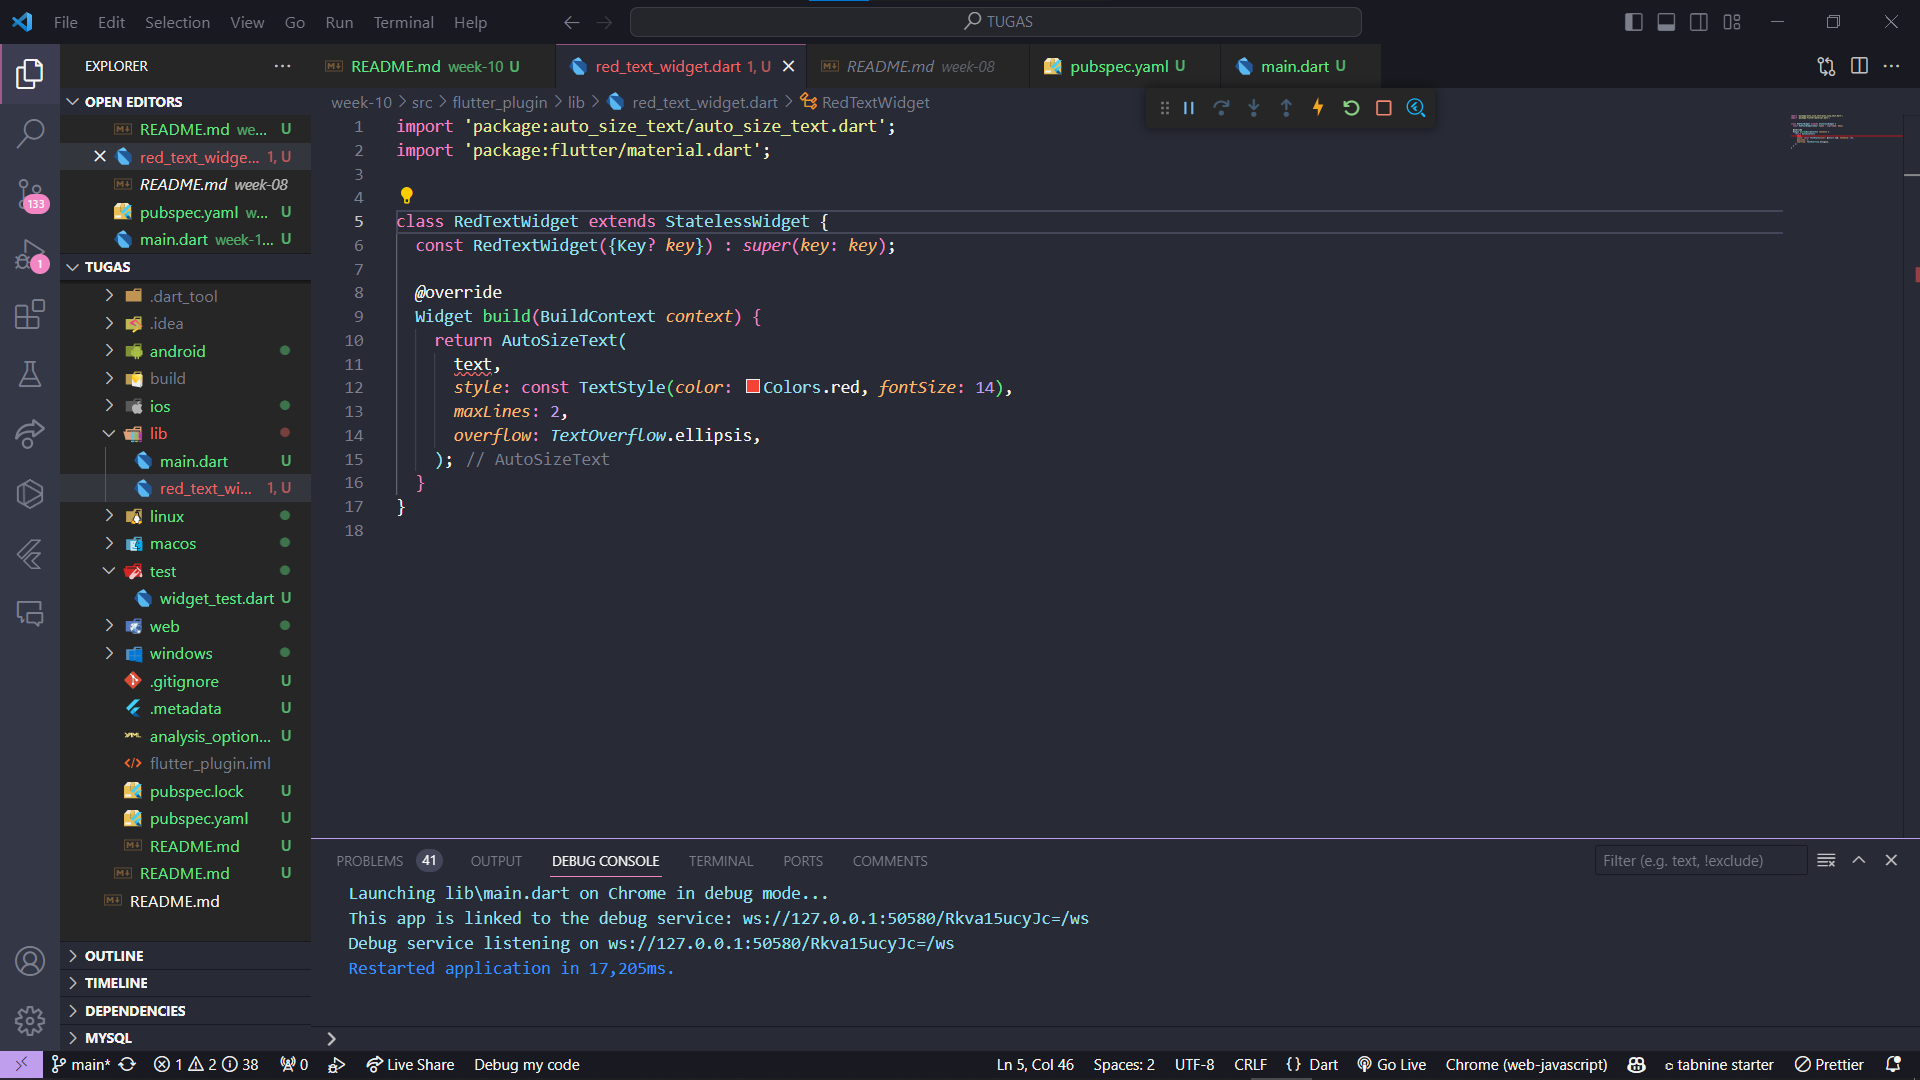 File Edit Selection View Go Run Terminal Help
TUGAS
EXPLORER
README.md week-10 U
red_text_widget.dart 1, U
README.md week-08
pubspec.yaml U
main.dart U
OPEN EDITORS
README.md we... U
red_text_widge... 1, U
README.md week-08
pubspec.yaml w... U
main.dart week-1... U
TUGAS
.dart_tool
.idea
android
build
ios
lib
main.dart U
red_text_wi... 1, U
linux
macos
test
widget_test.dart U
web
windows
.gitignore U
.metadata U
analysis_option... U
flutter_plugin.iml
pubspec.lock U
pubspec.yaml U
README.md U
README.md U
README.md
OUTLINE
TIMELINE
DEPENDENCIES
MYSQL
133
1
week-10 > src > flutter_plugin > lib > red_text_widget.dart > RedTextWidget
1 import 'package:auto_size_text/auto_size_text.dart';
2 import 'package:flutter/material.dart';
3
4
5 class RedTextWidget extends StatelessWidget {
6 const RedTextWidget({Key? key}) : super(key: key);
7
8 @override
9 Widget build(BuildContext context) {
10 return AutoSizeText(
11 text,
12 style: const TextStyle(color: Colors.red, fontSize: 14),
13 maxLines: 2,
14 overflow: TextOverflow.ellipsis,
15 ); // AutoSizeText
16 }
17 }
18
PROBLEMS 41 OUTPUT DEBUG CONSOLE TERMINAL PORTS COMMENTS
Filter (e.g. text, !exclude)
Launching lib\main.dart on Chrome in debug mode...
This app is linked to the debug service: ws://127.0.0.1:50580/Rkva15ucyJc=/ws
Debug service listening on ws://127.0.0.1:50580/Rkva15ucyJc=/ws
Restarted application in 17,205ms.
main* 1 2 38 0 Live Share Debug my code
Ln 5, Col 46 Spaces: 2 UTF-8 CRLF {} Dart Go Live Chrome (web-javascript) tabnine starter Prettier